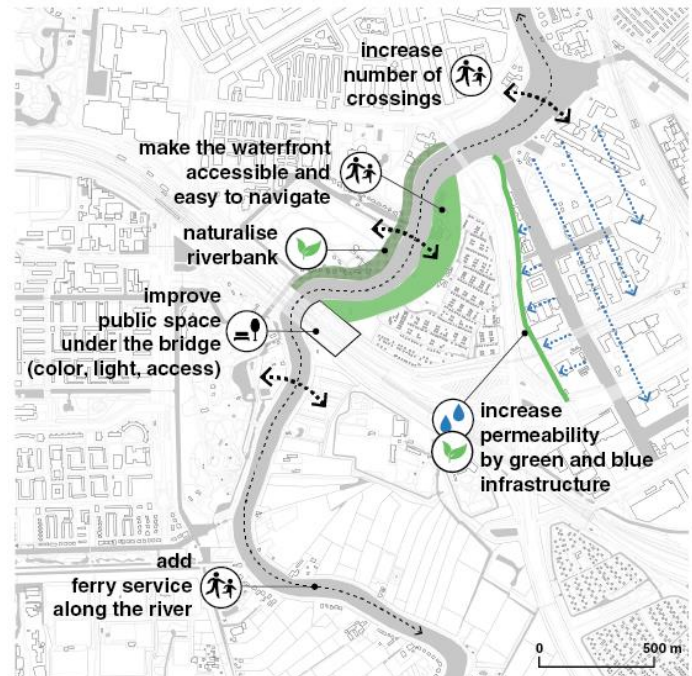 increase
number of
crossings
make the waterfront
accessible and
easy to navigate
naturalise
riverbank
improve
public space
under the bridge
(color, light, access)
increase
permeability
by green and blue
infrastructure
add
ferry service
along the river
0
500 m